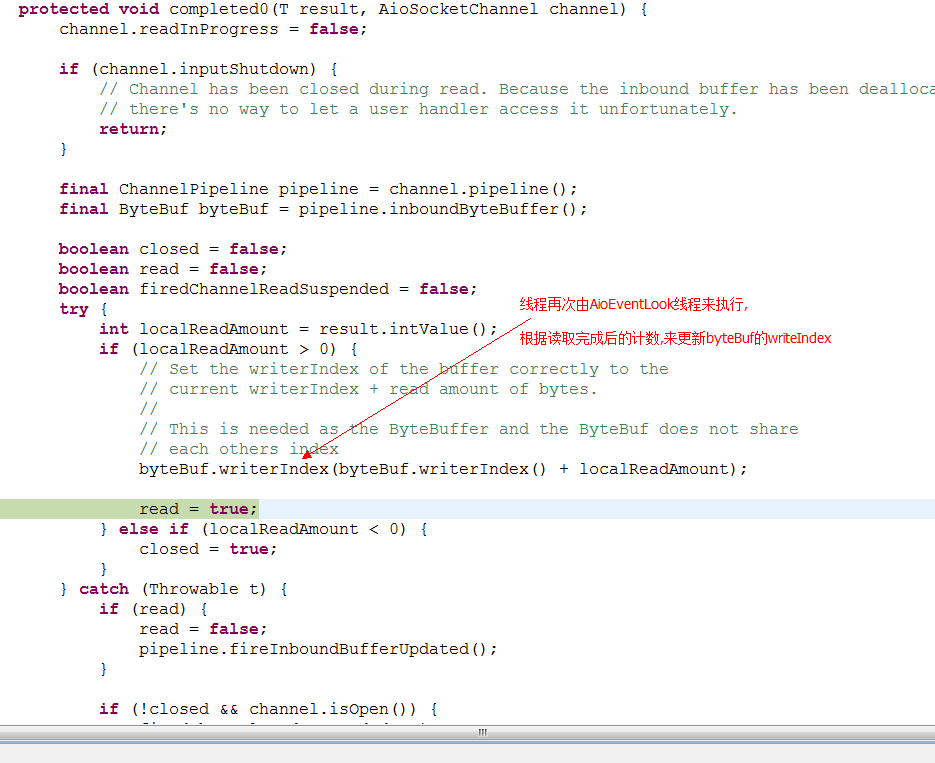 protected void completed0(T result, AioSocketChannel channel) {
channel.readInProgress = false;
if (channel.inputShutdown) {
// Channel has been closed during read. Because the inbound buffer has been dealloca
// there's no way to let a user handler access it unfortunately.
return;
}
final ChannelPipeline pipeline = channel.pipeline();
final ByteBuf byteBuf = pipeline.inboundByteBuffer();
boolean closed = false;
boolean read = false;
boolean firedChannelReadSuspended = false;
线程再次由AioEventLook线程来执行,
try {
int localReadAmount = result.intValue();
根据读取完成后的计数,来更新byteBuf的writeIndex
if (localReadAmount > 0) {
// Set the writerIndex of the buffer correctly to the
// current writerIndex + read amount of bytes.
//
// This is needed as the ByteBuffer and the ByteBuf does not share
// each others index
byteBuf.writerIndex(byteBuf.writerIndex() + localReadAmount);
read = true;
} else if (localReadAmount < 0) {
closed = true;
}
} catch (Throwable t) {
if (read) {
read = false;
pipeline.fireInboundBufferUpdated();
}
if (!closed && channel.isOpen()) {